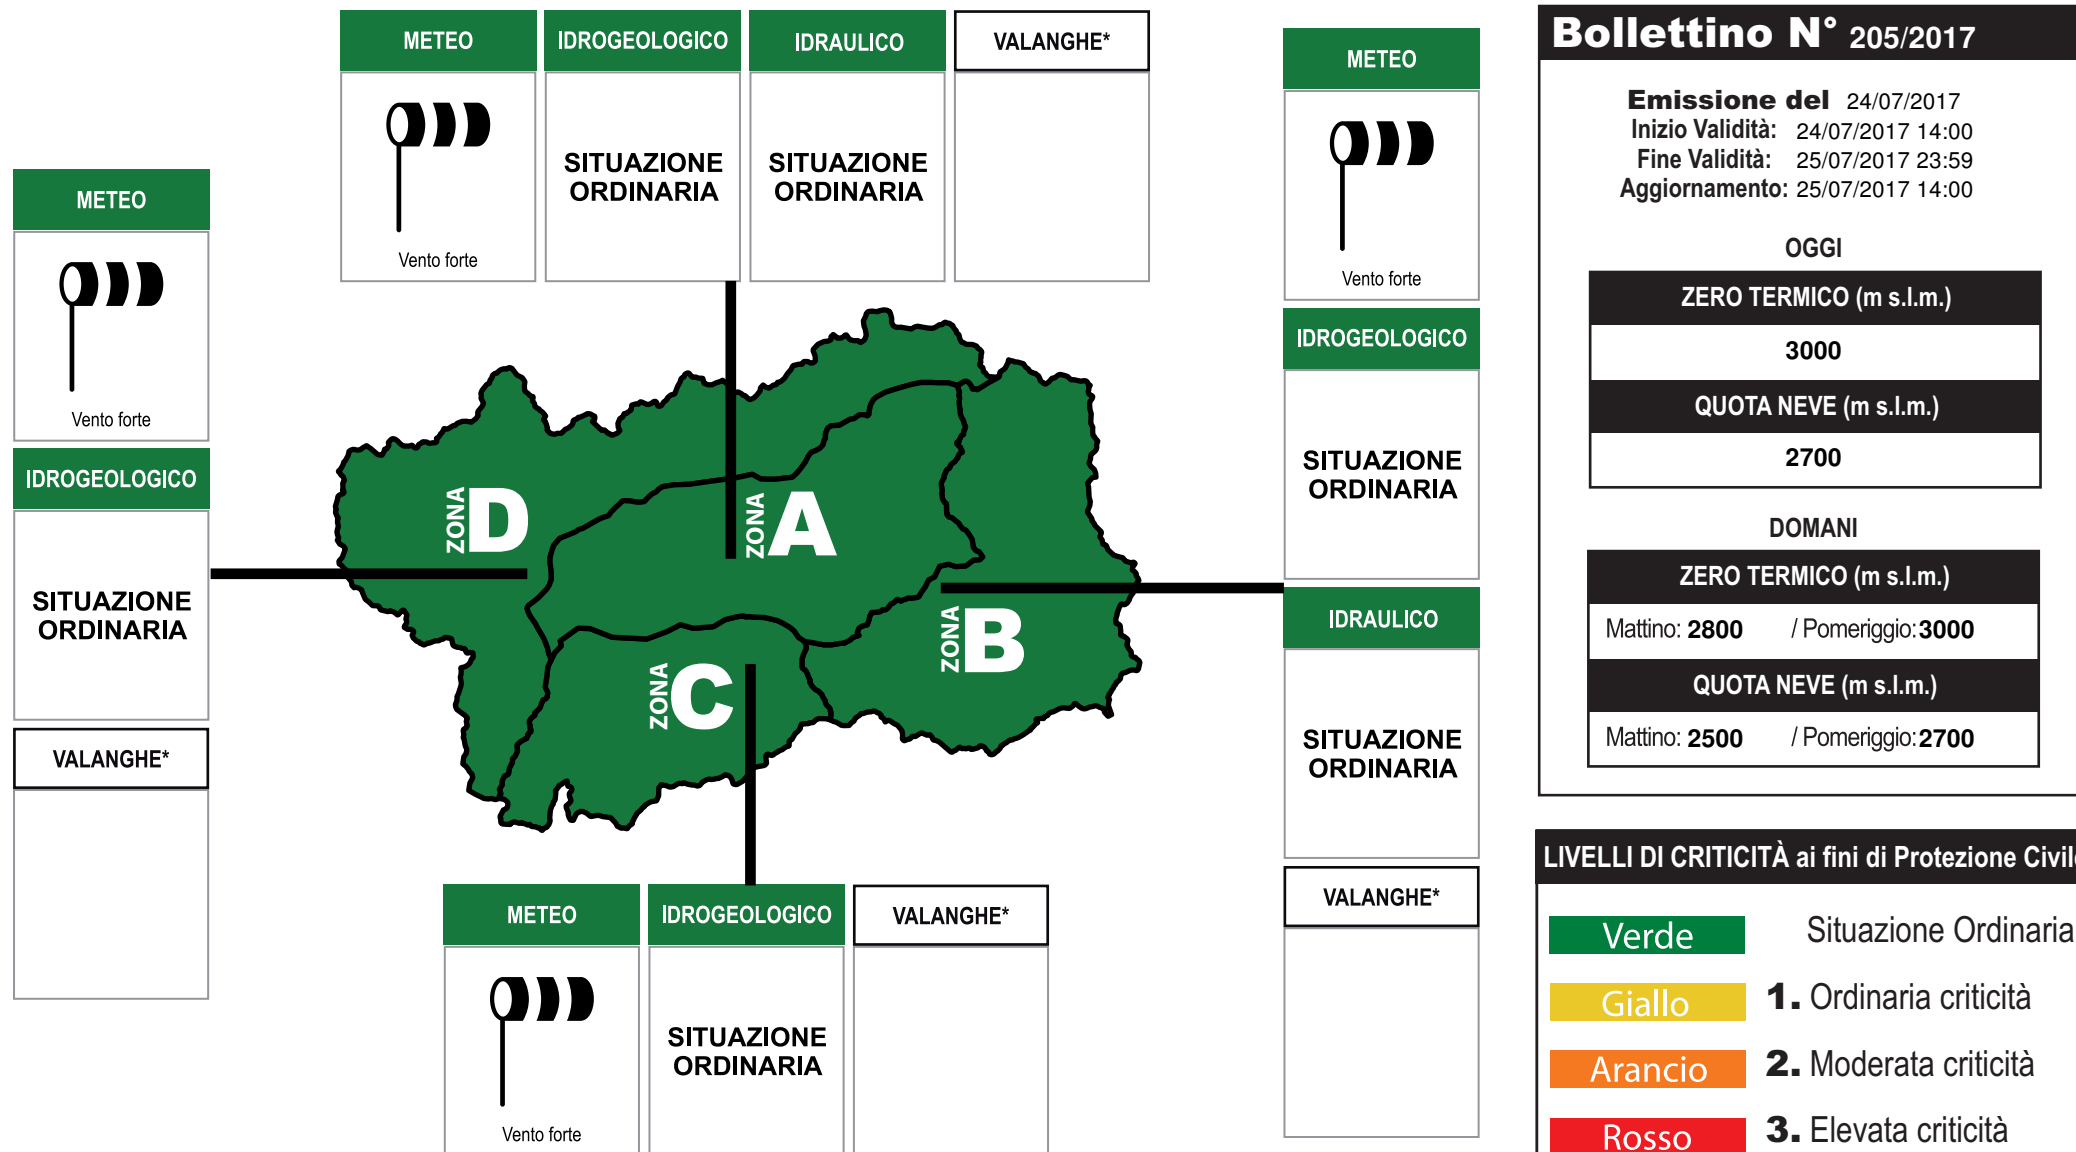 METEO
IDROGEOLOGICO
IDRAULICO
VALANGHE*
Vento forte
SITUAZIONE
ORDINARIA
SITUAZIONE
ORDINARIA
METEO
Vento forte
IDROGEOLOGICO
SITUAZIONE
ORDINARIA
VALANGHE*
METEO
Vento forte
IDROGEOLOGICO
SITUAZIONE
ORDINARIA
IDRAULICO
SITUAZIONE
ORDINARIA
VALANGHE*
ZONA D
ZONA A
ZONA B
ZONA C
METEO
IDROGEOLOGICO
VALANGHE*
Vento forte
SITUAZIONE
ORDINARIA
Bollettino N° 205/2017
Emissione del 24/07/2017
Inizio Validità: 24/07/2017 14:00
Fine Validità: 25/07/2017 23:59
Aggiornamento: 25/07/2017 14:00
OGGI
ZERO TERMICO (m s.l.m.)
3000
QUOTA NEVE (m s.l.m.)
2700
DOMANI
ZERO TERMICO (m s.l.m.)
Mattino: 2800 / Pomeriggio: 3000
QUOTA NEVE (m s.l.m.)
Mattino: 2500 / Pomeriggio: 2700
LIVELLI DI CRITICITÀ ai fini di Protezione Civile
Verde Situazione Ordinaria
Giallo 1. Ordinaria criticità
Arancio 2. Moderata criticità
Rosso 3. Elevata criticità